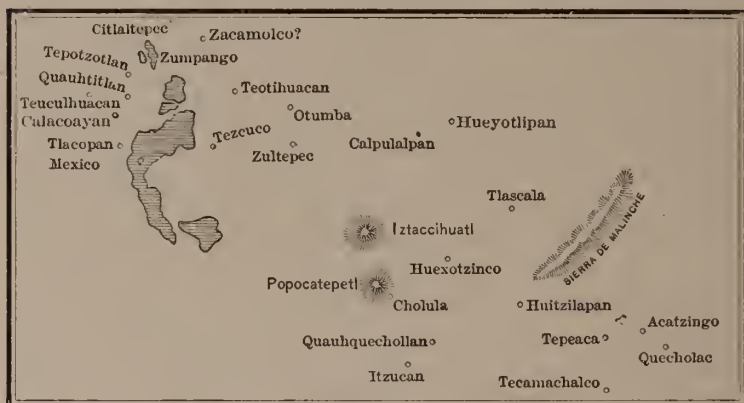 Citlaltepec
Zacamolco?
Tepotzotlan
Zumpango
Quauhtitlan
Teotihuacan
Teuculhuacan
Otumba
Calacoayan
Hueyotlipan
Tlacopan
Tezcuco
Calpulalpan
Mexico
Zultepec
Tlascala
Iztaccihuatl
SIERRA DE MALINCHE
Huexotzinco
Popocatepetl
Cholula
Huitzilapan
Acatzingo
Quauhquechollan
Tepeaca
Quecholac
Itzucan
Tecamachalco